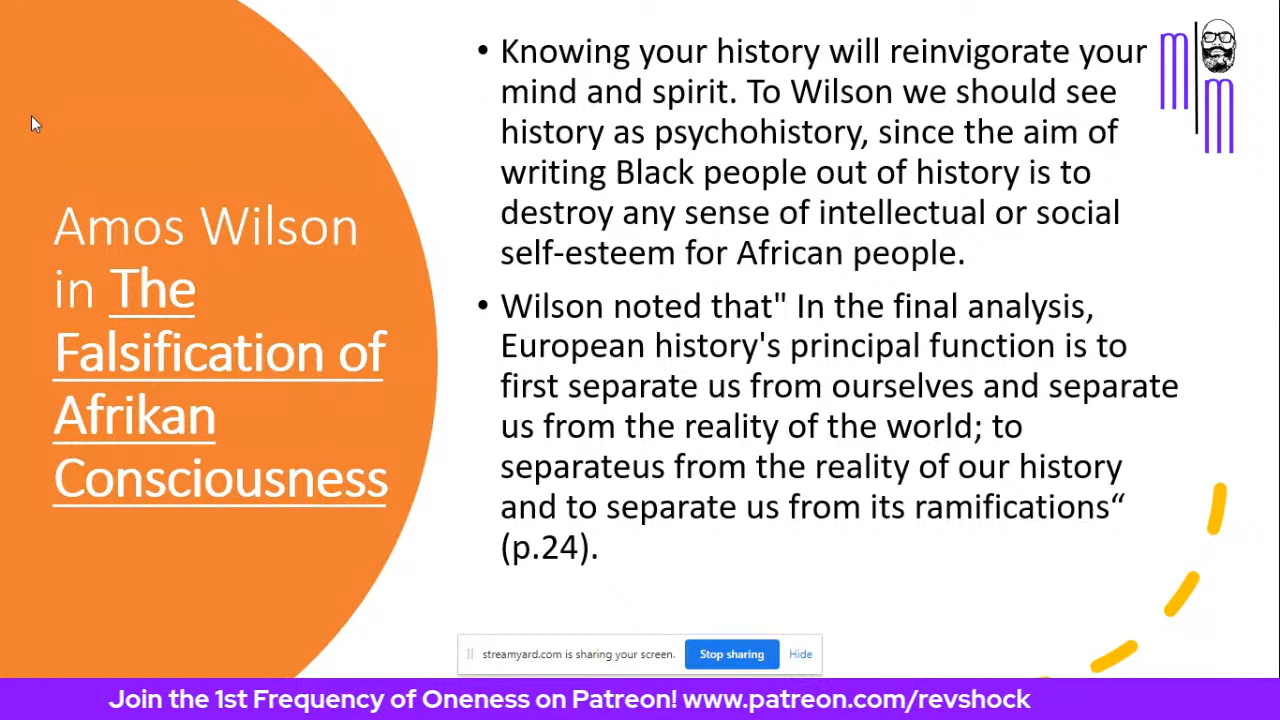 Amos Wilson
in The
Falsification of
Afrikan
Consciousness
• Knowing your history will reinvigorate your
mind and spirit. To Wilson we should see
history as psychohistory, since the aim of
writing Black people out of history is to
destroy any sense of intellectual or social
self-esteem for African people.
• Wilson noted that" In the final analysis,
European history's principal function is to
first separate us from ourselves and separate
us from the reality of the world; to
separateus from the reality of our history
and to separate us from its ramifications“
(p.24).
streamyard.com is sharing your screen. Stop sharing Hide
Join the 1st Frequency of Oneness on Patreon! www.patreon.com/revshock